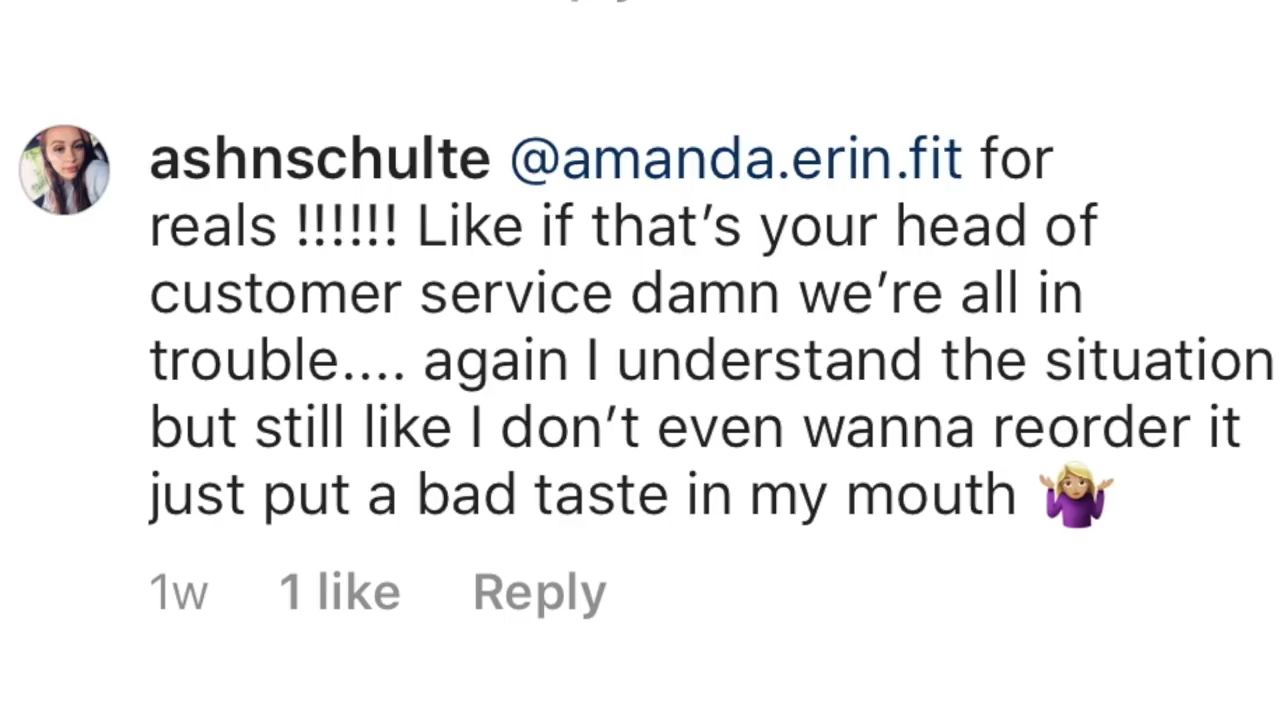 ashnschulte @amanda.erin.fit for
reals !!!!!! Like if that’s your head of
customer service damn we’re all in
trouble.... again I understand the situation
but still like I don’t even wanna reorder it
just put a bad taste in my mouth 🤷🏼‍♀️
1w 1 like Reply